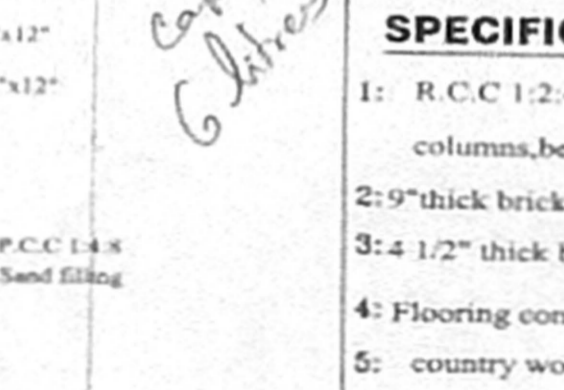 x12"
"x12"
P.C.C 1:4:8
Sand filling
6 litres
SPECIFI
1: R.C.C 1:2:
columns,be
2: 9"thick brick
3: 4 1/2" thick b
4: Flooring con
5: country wo